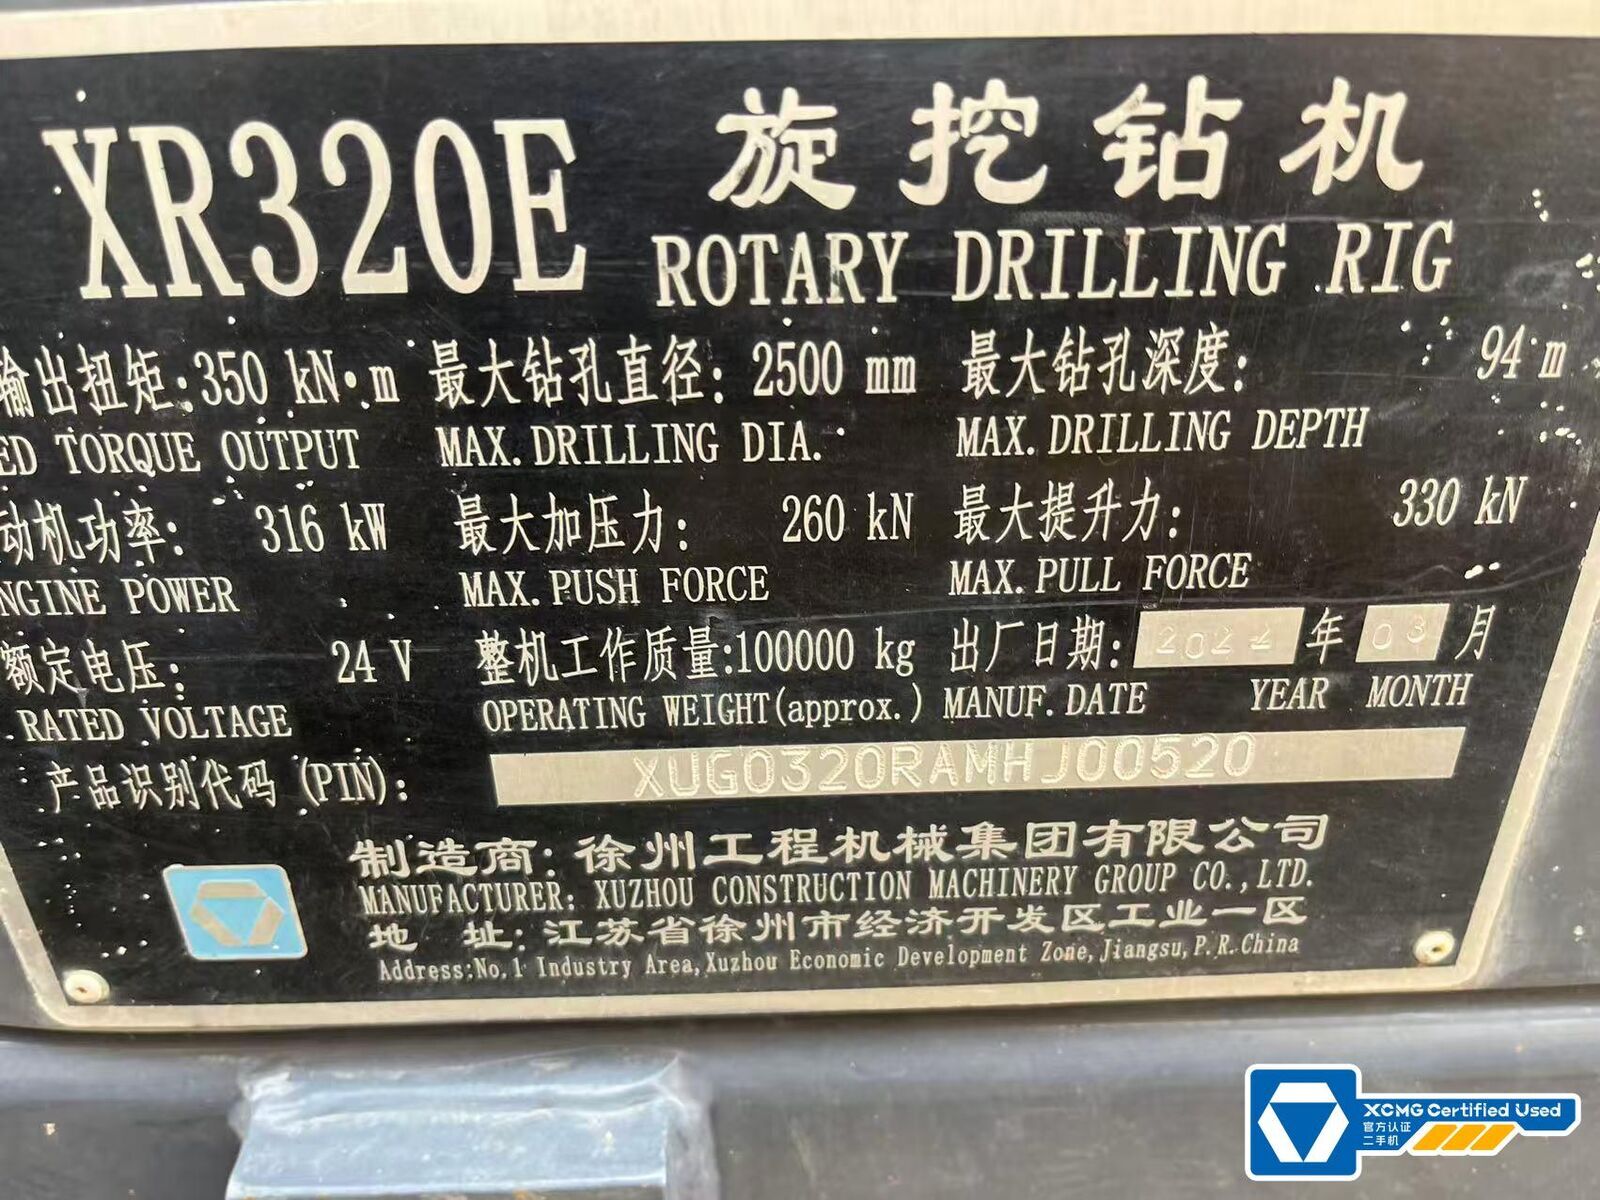 XR320E 旋挖钻机
ROTARY DRILLING RIG
输出扭矩:350 kN·m 最大钻孔直径: 2500 mm 最大钻孔深度: 94 m
ED TORQUE OUTPUT MAX. DRILLING DIA. MAX. DRILLING DEPTH
动机功率: 316 kW 最大加压力: 260 kN 最大提升力: 330 kN
NGINE POWER MAX. PUSH FORCE MAX. PULL FORCE
额定电压: 24 V 整机工作质量:100000 kg 出厂日期: 2022 年 03 月
RATED VOLTAGE OPERATING WEIGHT(approx.) MANUF. DATE YEAR MONTH
产品识别代码 (PIN): XUG0320RAMHJ00520
制造商: 徐州工程机械集团有限公司
MANUFACTURER: XUZHOU CONSTRUCTION MACHINERY GROUP CO., LTD.
地 址: 江苏省徐州市经济开发区工业一区
Address:No.1 Industry Area,Xuzhou Economic Development Zone,Jiangsu,P.R.China
XCMG Certified Used
官方认证
二手机